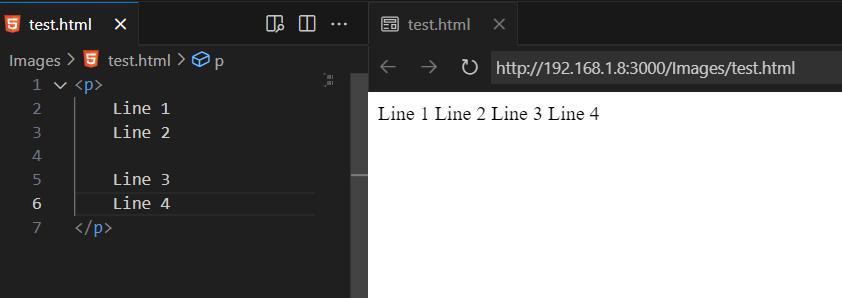 test.html
Images > test.html > p
1 <p>
2 Line 1
3 Line 2
4
5 Line 3
6 Line 4
7 </p>
test.html
http://192.168.1.8:3000/Images/test.html
Line 1 Line 2 Line 3 Line 4